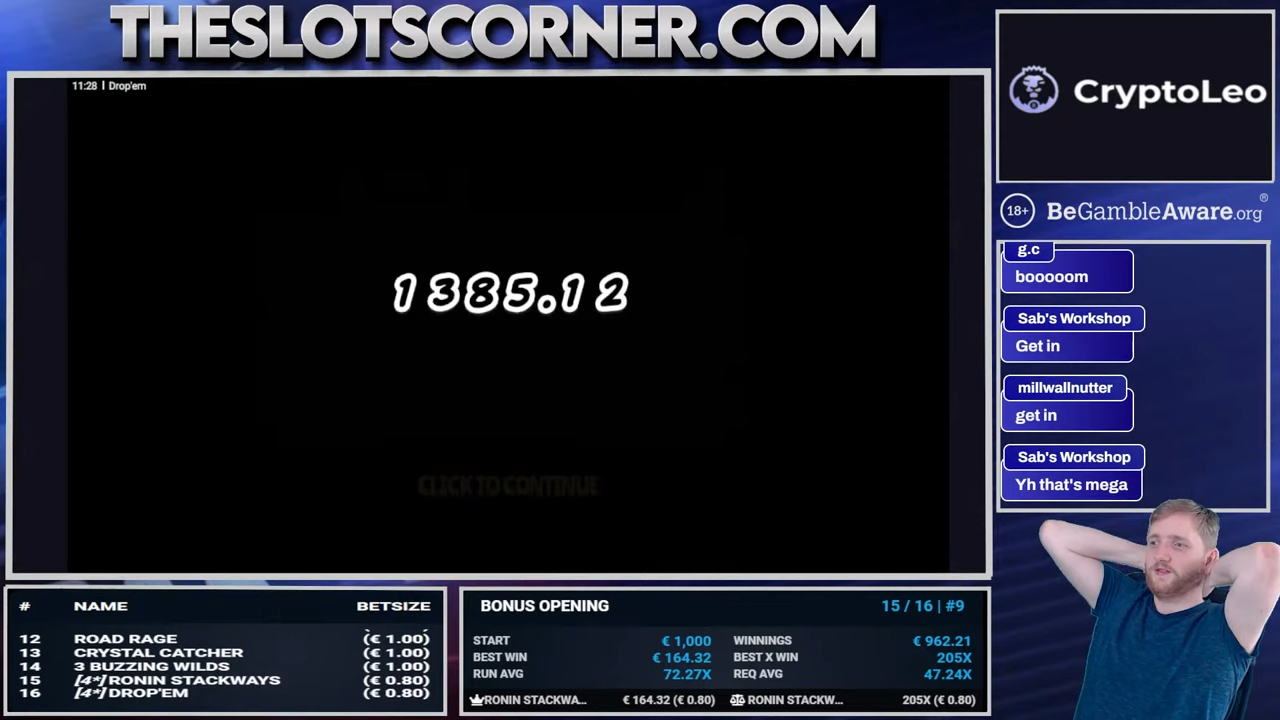 THESLOTSCORNER.COM
11:28 | Drop'em
1385.12
CLICK TO CONTINUE
CryptoLeo
18+ BeGambleAware.org®
g.c
booooom
Sab's Workshop
Get in
millwallnutter
get in
Sab's Workshop
Yh that's mega
# NAME BETSIZE
12 ROAD RAGE (€ 1.00)
13 CRYSTAL CATCHER (€ 1.00)
14 3 BUZZING WILDS (€ 1.00)
15 [4*] RONIN STACKWAYS (€ 0.80)
16 [4*] DROP'EM (€ 0.80)
BONUS OPENING 15 / 16 | #9
START € 1,000 WINNINGS € 962.21
BEST WIN € 164.32 BEST X WIN 205X
RUN AVG 72.27X REQ AVG 47.24X
RONIN STACKWA... € 164.32 (€ 0.80) RONIN STACKW... 205X (€ 0.80)